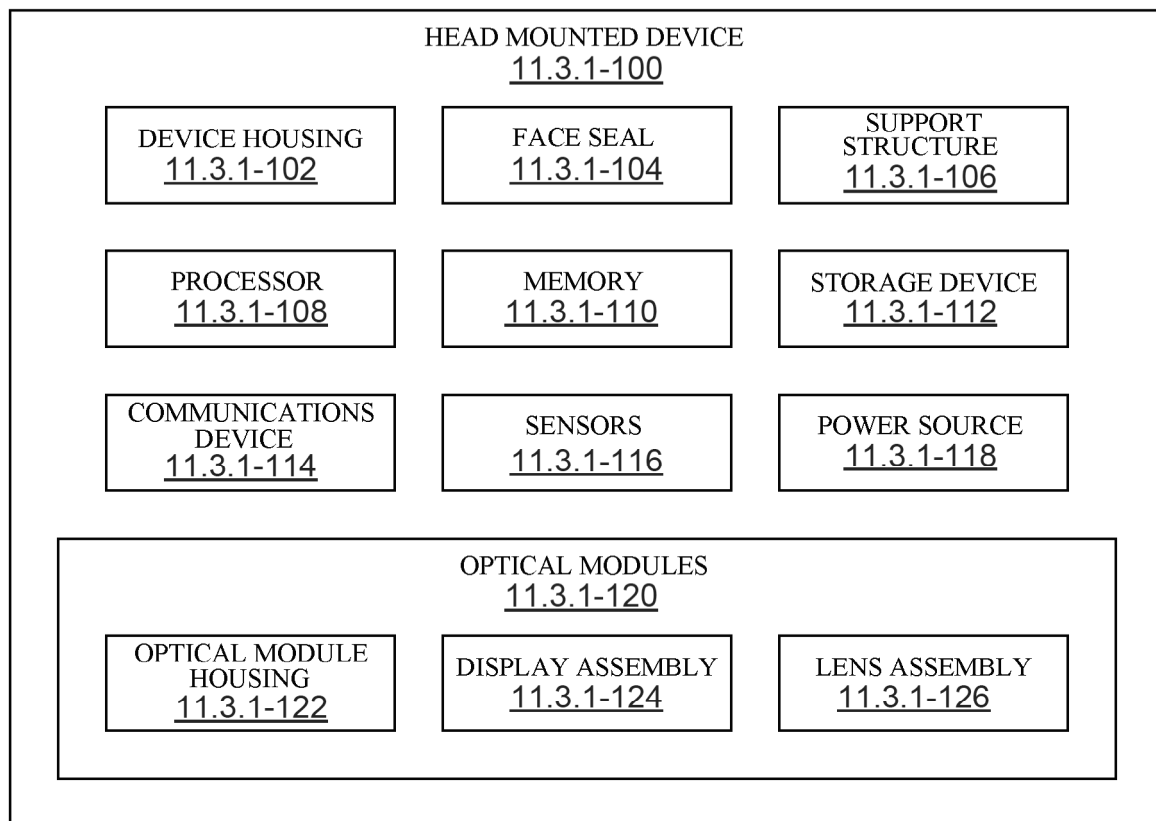 HEAD MOUNTED DEVICE
11.3.1-100
DEVICE HOUSING
11.3.1-102
FACE SEAL
11.3.1-104
SUPPORT
STRUCTURE
11.3.1-106
PROCESSOR
11.3.1-108
MEMORY
11.3.1-110
STORAGE DEVICE
11.3.1-112
COMMUNICATIONS
DEVICE
11.3.1-114
SENSORS
11.3.1-116
POWER SOURCE
11.3.1-118
OPTICAL MODULES
11.3.1-120
OPTICAL MODULE
HOUSING
11.3.1-122
DISPLAY ASSEMBLY
11.3.1-124
LENS ASSEMBLY
11.3.1-126